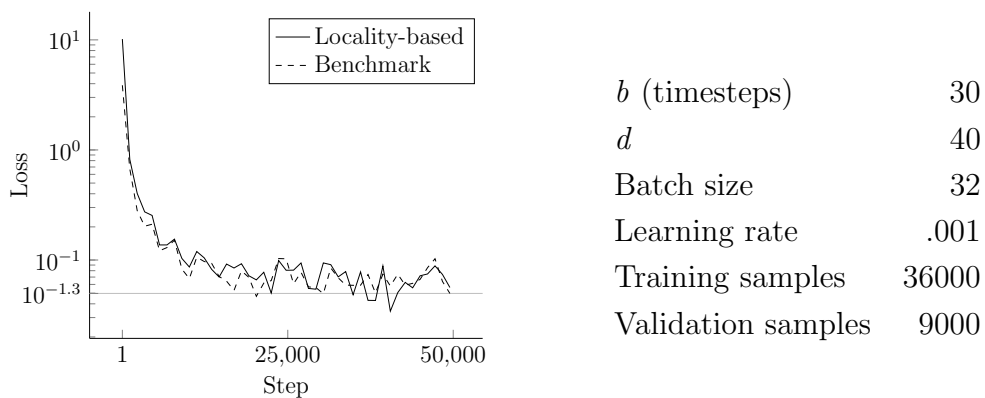 10^1
10^0
10^−1
10^−1.3
Loss
Locality-based
Benchmark
1 25,000 50,000
Step
b (timesteps) 30
d 40
Batch size 32
Learning rate .001
Training samples 36000
Validation samples 9000